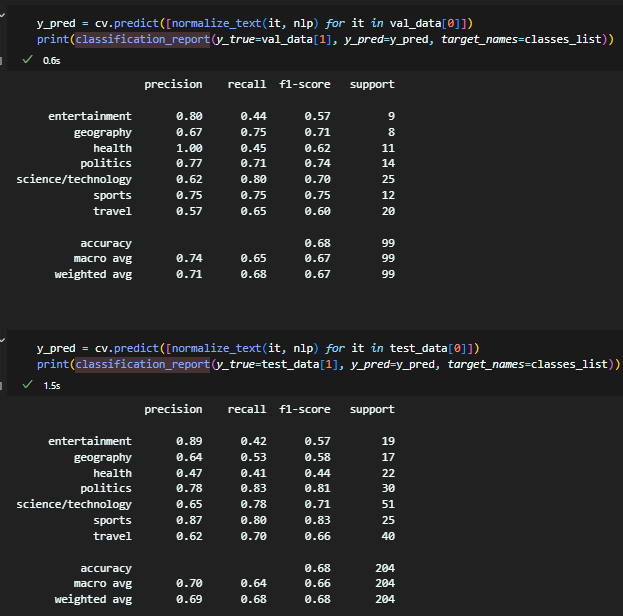 y_pred = cv.predict([normalize_text(it, nlp) for it in val_data[0]])
print(classification_report(y_true=val_data[1], y_pred=y_pred, target_names=classes_list))
✓ 0.6s
precision recall f1-score support
entertainment 0.80 0.44 0.57 9
geography 0.67 0.75 0.71 8
health 1.00 0.45 0.62 11
politics 0.77 0.71 0.74 14
science/technology 0.62 0.80 0.70 25
sports 0.75 0.75 0.75 12
travel 0.57 0.65 0.60 20
accuracy 0.68 99
macro avg 0.74 0.65 0.67 99
weighted avg 0.71 0.68 0.67 99
y_pred = cv.predict([normalize_text(it, nlp) for it in test_data[0]])
print(classification_report(y_true=test_data[1], y_pred=y_pred, target_names=classes_list))
✓ 1.5s
precision recall f1-score support
entertainment 0.89 0.42 0.57 19
geography 0.64 0.53 0.58 17
health 0.47 0.41 0.44 22
politics 0.78 0.83 0.81 30
science/technology 0.65 0.78 0.71 51
sports 0.87 0.80 0.83 25
travel 0.62 0.70 0.66 40
accuracy 0.68 204
macro avg 0.70 0.64 0.66 204
weighted avg 0.69 0.68 0.68 204